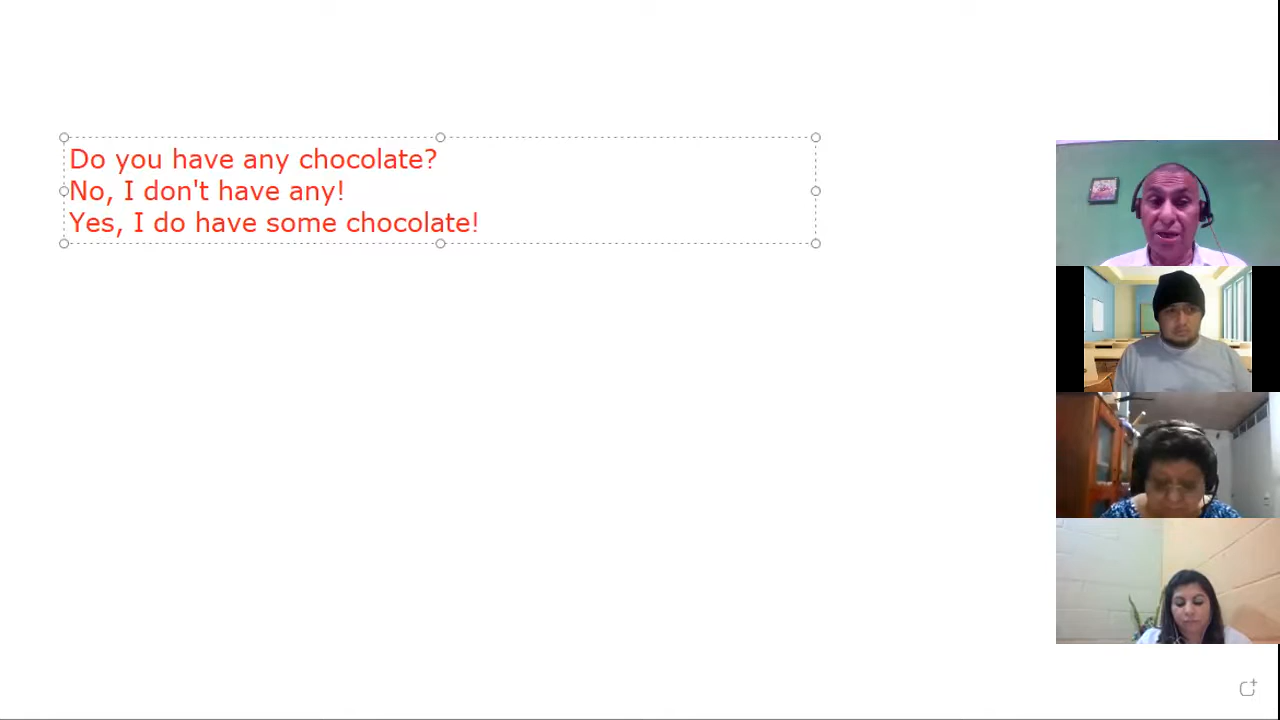 Do you have any chocolate?
No, I don't have any!
Yes, I do have some chocolate!